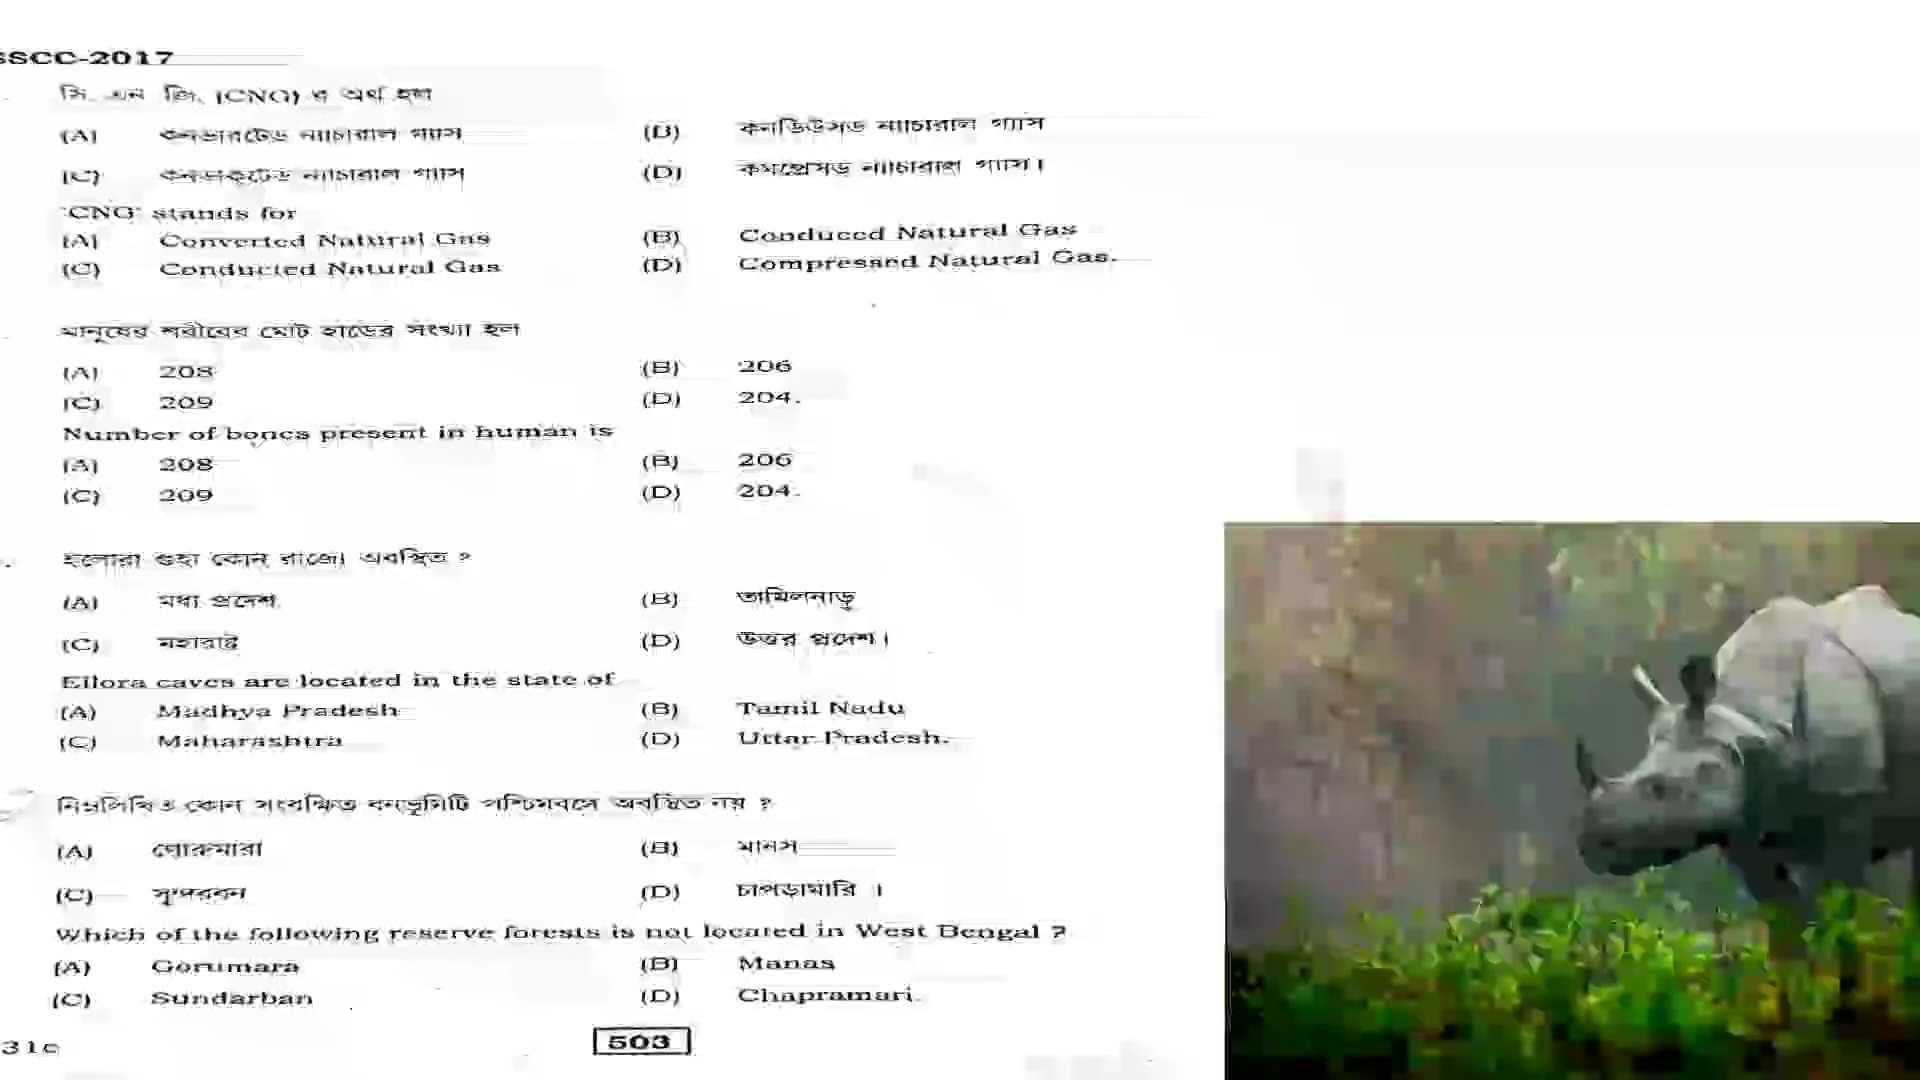 SSCC-2017
সি. এন. জি. (CNG) র অর্থ হল
(A) কনভারটেড ন্যাচারাল গ্যাস (B) কনডিউসড ন্যাচারাল গ্যাস
(C) কনডাকটেড ন্যাচারাল গ্যাস (D) কমপ্রেসড ন্যাচারাল গ্যাস।
'CNG' stands for
(A) Converted Natural Gas (B) Conduced Natural Gas
(C) Conducted Natural Gas (D) Compressed Natural Gas.
মানুষের শরীরের মোট হাড়ের সংখ্যা হল
(A) 208 (B) 206
(C) 209 (D) 204.
Number of bones present in human is
(A) 208 (B) 206
(C) 209 (D) 204.
ইলোরা গুহা কোন রাজ্যে অবস্থিত ?
(A) মধ্য প্রদেশ (B) তামিলনাড়ু
(C) মহারাষ্ট্র (D) উত্তর প্রদেশ।
Ellora caves are located in the state of
(A) Madhya Pradesh (B) Tamil Nadu
(C) Maharashtra (D) Uttar Pradesh.
নিম্নলিখিত কোন সংরক্ষিত বনভূমিটি পশ্চিমবঙ্গে অবস্থিত নয় ?
(A) গোরুমারা (B) মানস
(C) সুন্দরবন (D) চাপড়ামারি ।
Which of the following reserve forests is not located in West Bengal ?
(A) Gorumara (B) Manas
(C) Sundarban (D) Chapramari.
31c 503